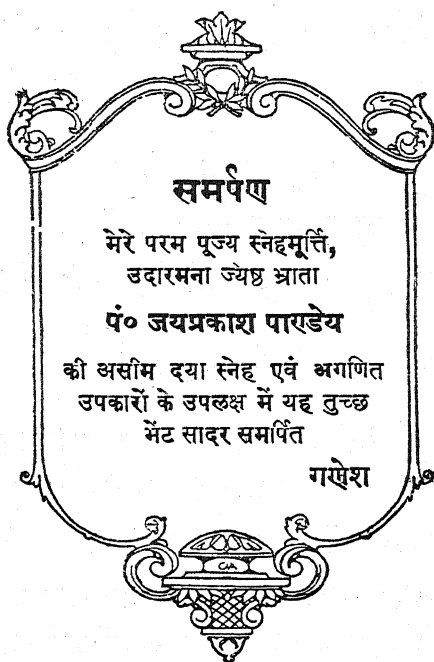 समर्पण
मेरे परम पूज्य स्नेहमूर्त्ति,
उदारमना ज्येष्ठ भ्राता
पं० जयप्रकाश पाण्डेय
की असीम दया स्नेह एवं अगणित
उपकारों के उपलक्ष में यह तुच्छ
भेंट सादर समर्पित
गणेश